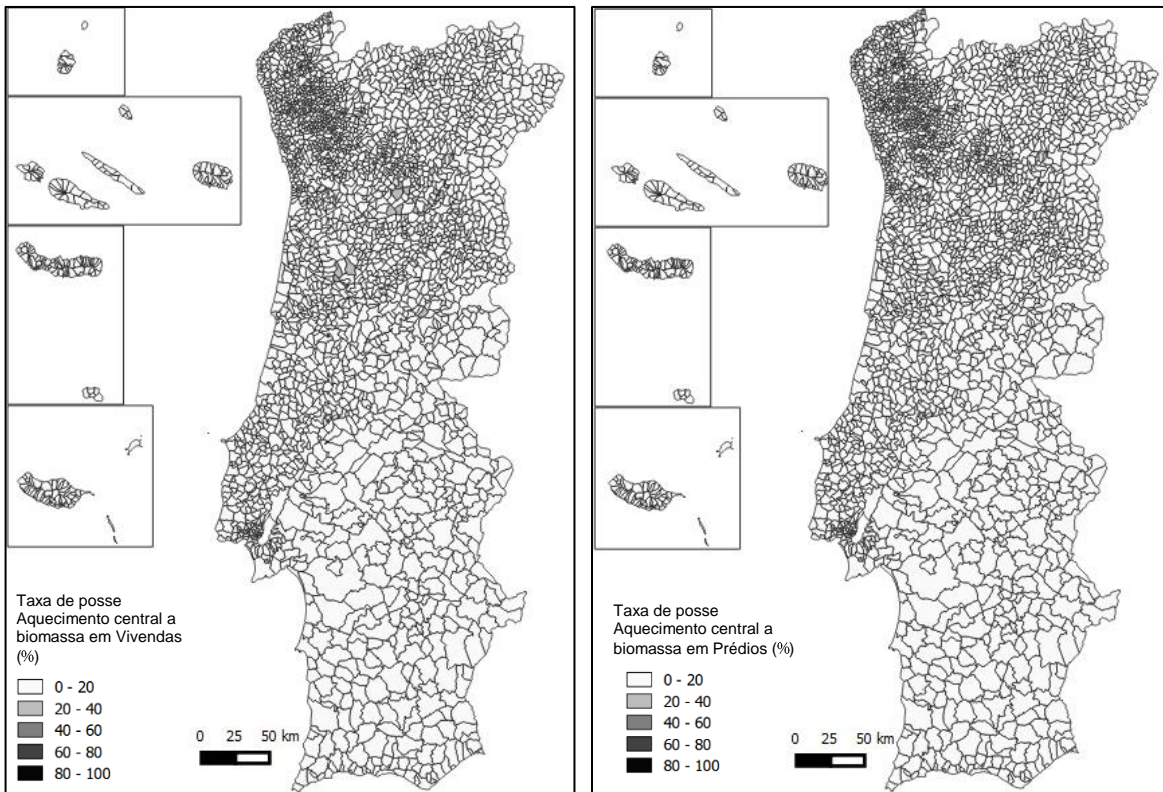 Taxa de posse
Aquecimento central a
biomassa em Vivendas
(%)
0 - 20
20 - 40
40 - 60
60 - 80
80 - 100
0 25 50 km
Taxa de posse
Aquecimento central a
biomassa em Prédios (%)
0 - 20
20 - 40
40 - 60
60 - 80
80 - 100
0 25 50 km